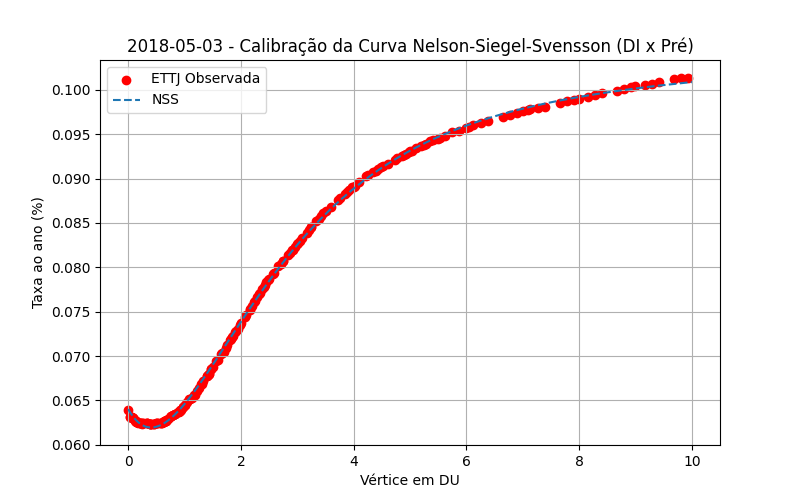 2018-05-03 - Calibração da Curva Nelson-Siegel-Svensson (DI x Pré)
ETTJ Observada
NSS
Taxa ao ano (%)
0.100
0.095
0.090
0.085
0.080
0.075
0.070
0.065
0.060
0 2 4 6 8 10
Vértice em DU